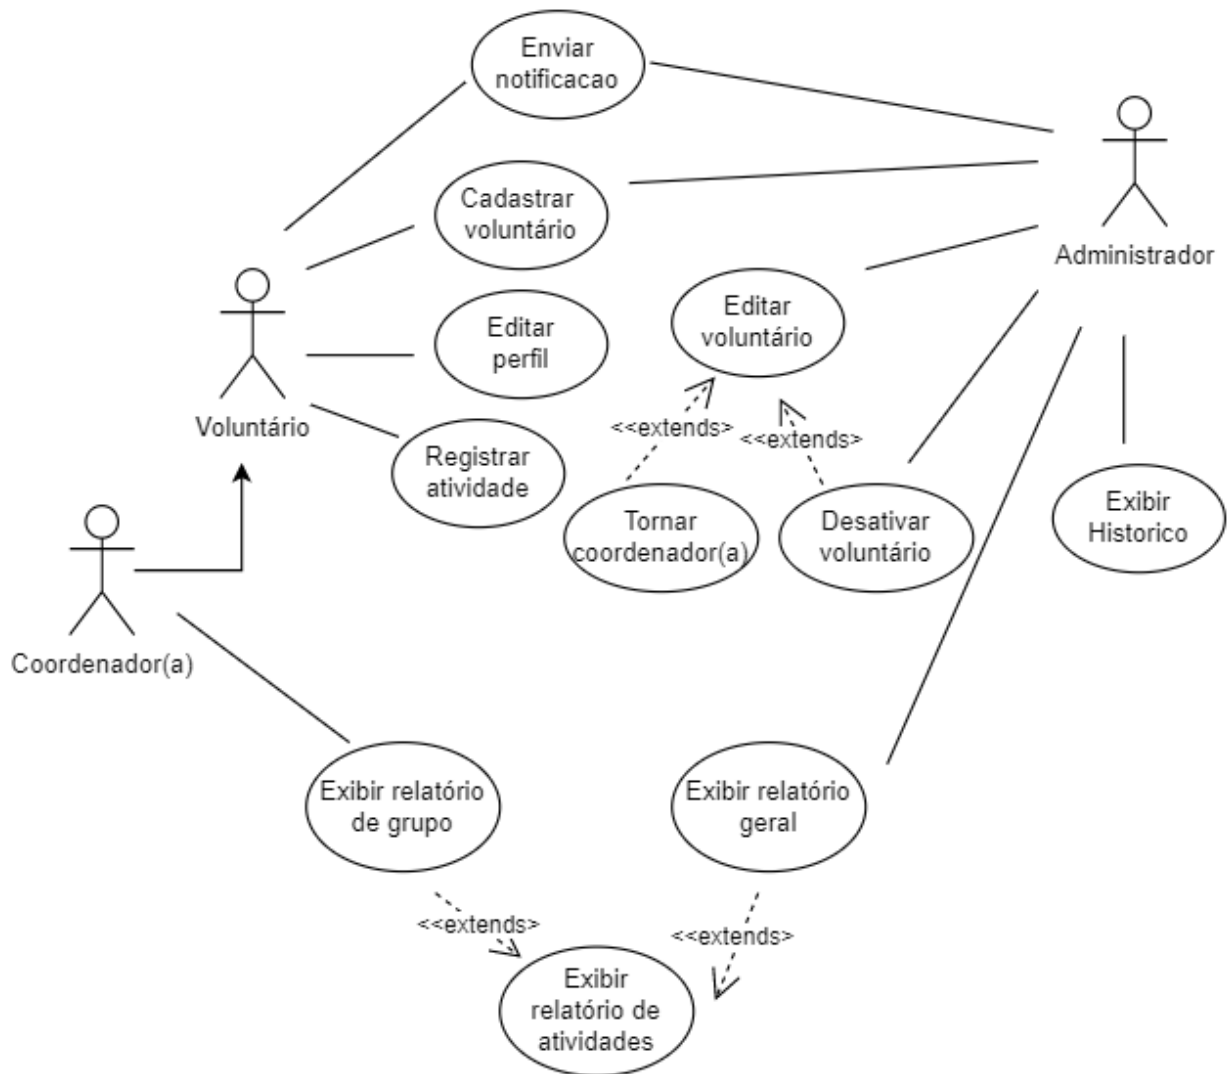 Enviar
notificacao
Cadastrar
voluntário
Administrador
Editar
voluntário
Editar
perfil
Voluntário
<<extends>
<<extends>
Registrar
atividade
Tornar
coordenador(a)
Desativar
voluntário
Exibir
Historico
Coordenador(a)
Exibir relatório
de grupo
Exibir relatório
geral
<<extends>
<<extends>
Exibir
relatório de
atividades